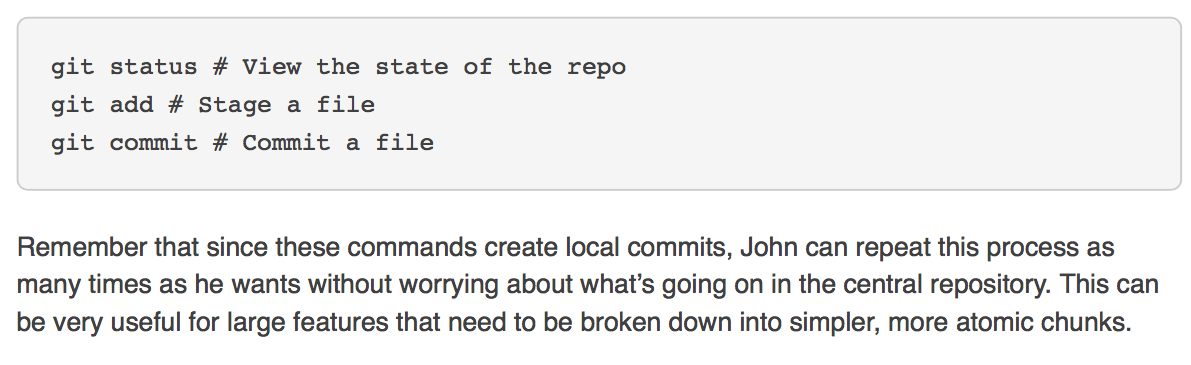 git status # View the state of the repo
git add # Stage a file
git commit # Commit a file
Remember that since these commands create local commits, John can repeat this process as
many times as he wants without worrying about what’s going on in the central repository. This can
be very useful for large features that need to be broken down into simpler, more atomic chunks.